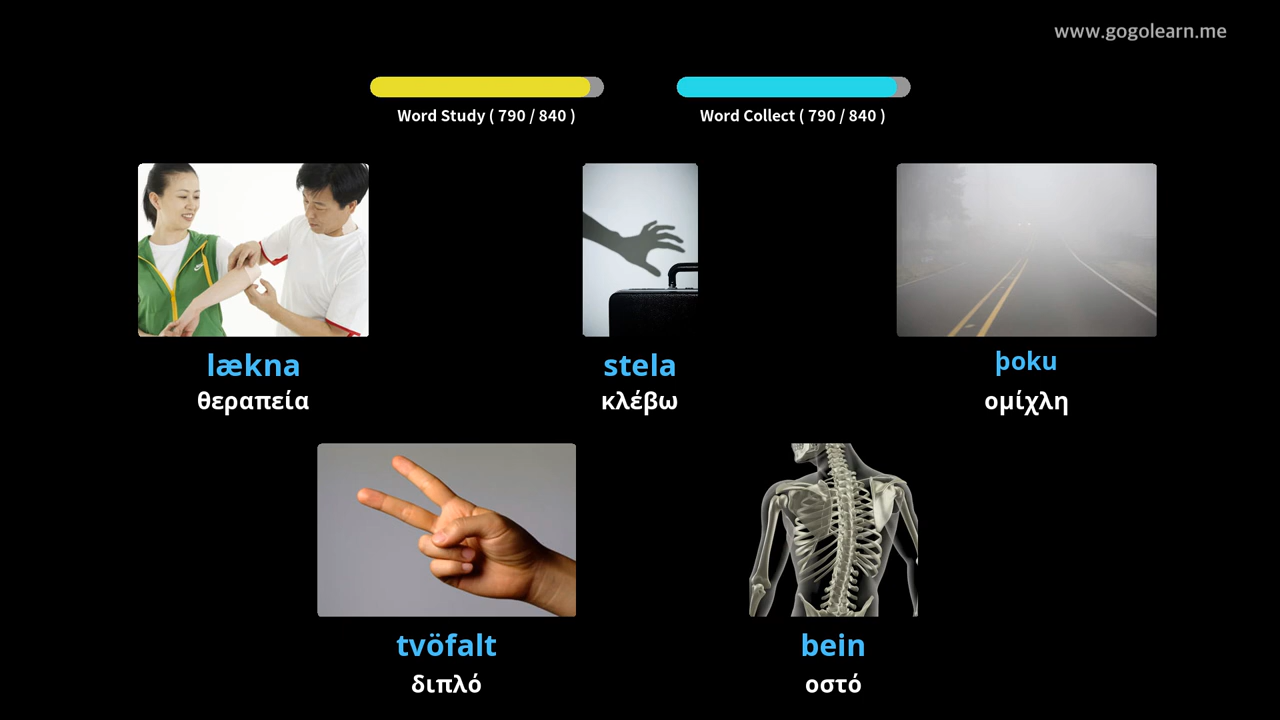 www.gogolearn.me
Word Study ( 790 / 840 )
Word Collect ( 790 / 840 )
lækna
θεραπεία
stela
κλέβω
þoku
ομίχλη
tvöfalt
διπλό
bein
οστό